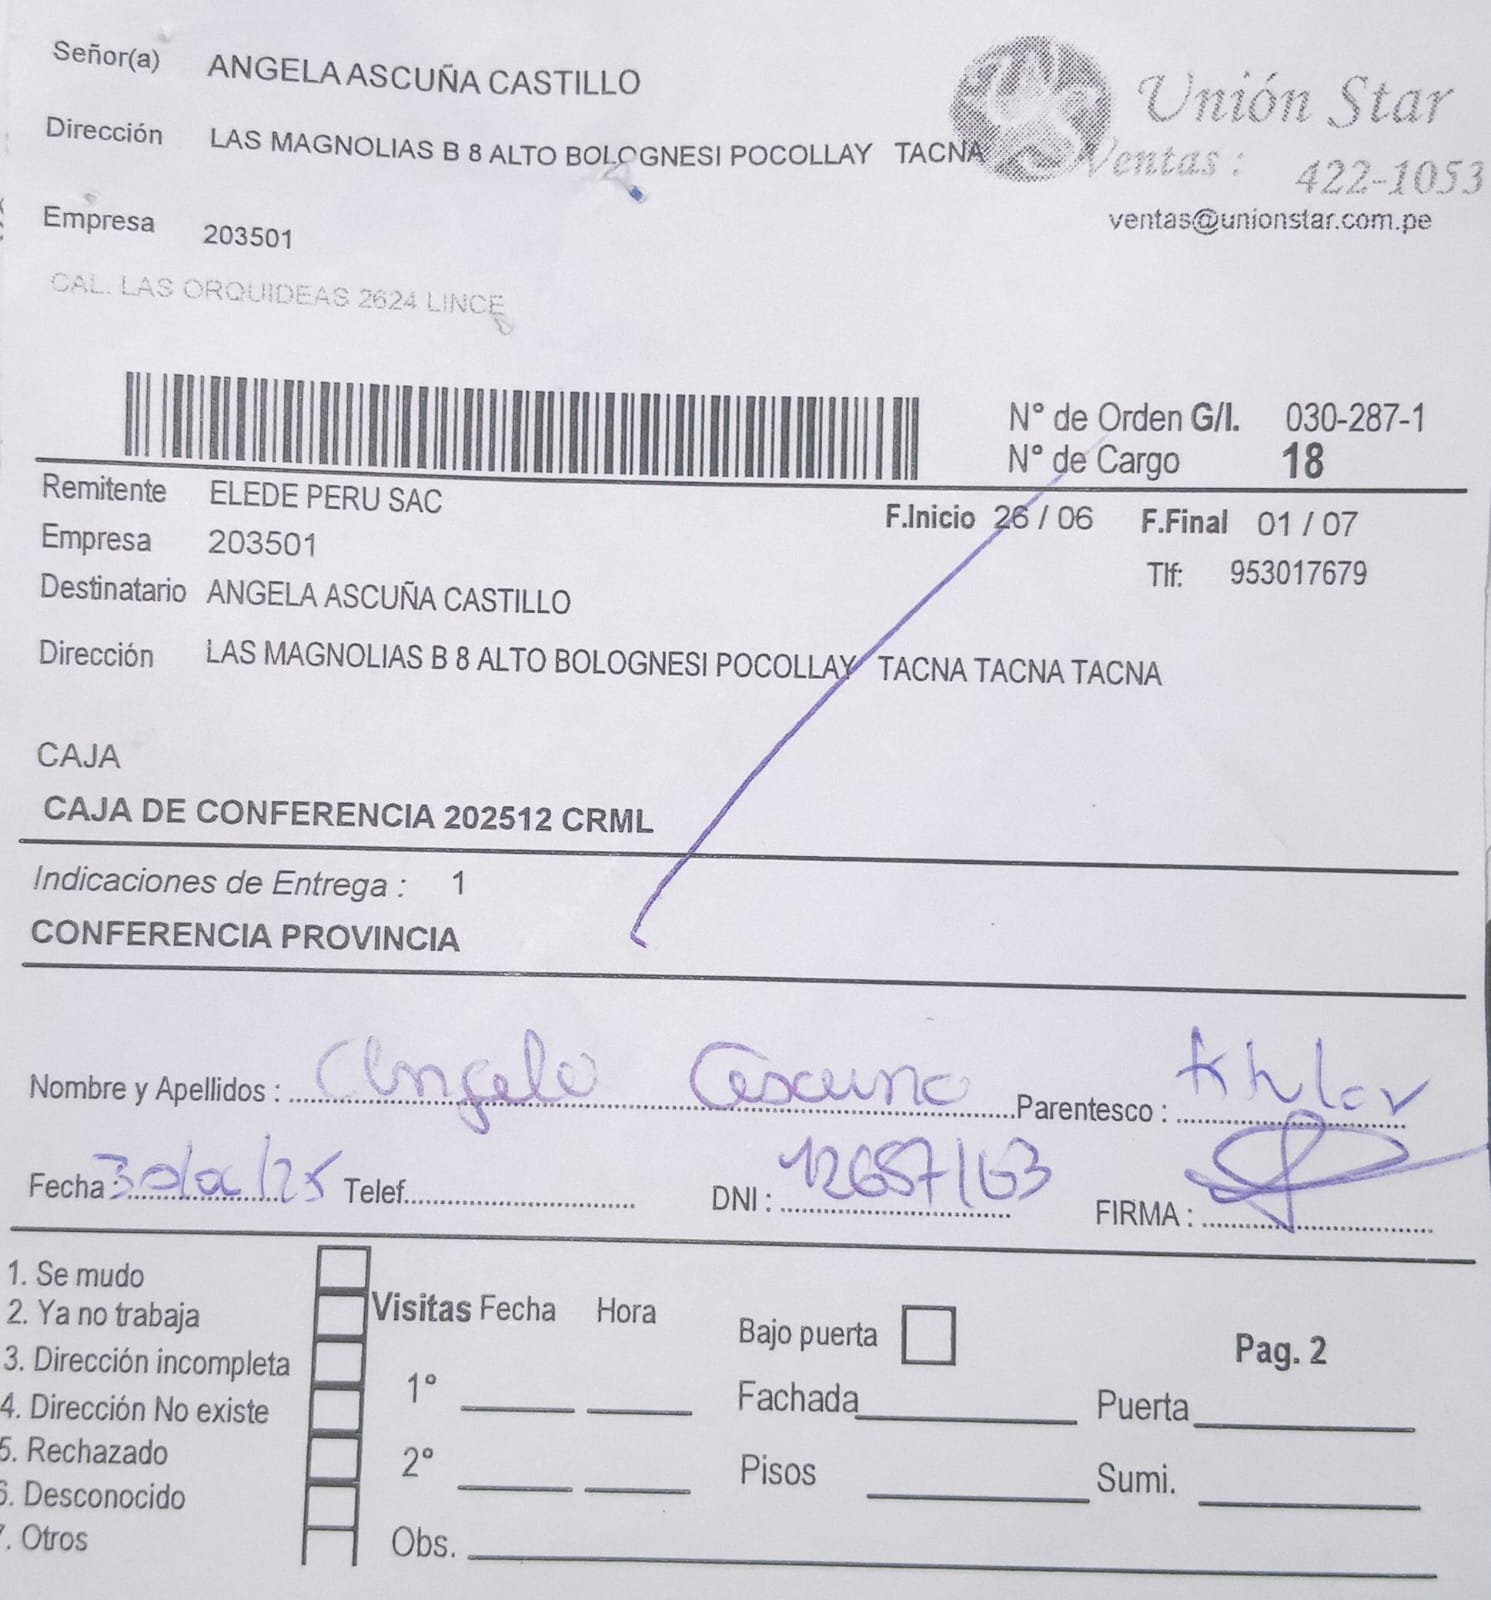 Señor(a) ANGELA ASCUÑA CASTILLO
Unión Star
Dirección LAS MAGNOLIAS B 8 ALTO BOLOGNESI POCOLLAY TACNA
Ventas : 422-1053
ventas@unionstar.com.pe
Empresa 203501
CAL. LAS ORQUIDEAS 2624 LINCE
N° de Orden G/I. 030-287-1
N° de Cargo 18
Remitente ELEDE PERU SAC
F.Inicio 26 / 06 F.Final 01 / 07
Empresa 203501
Tlf: 953017679
Destinatario ANGELA ASCUÑA CASTILLO
Dirección LAS MAGNOLIAS B 8 ALTO BOLOGNESI POCOLLAY TACNA TACNA TACNA
CAJA
CAJA DE CONFERENCIA 202512 CRML
Indicaciones de Entrega : 1
CONFERENCIA PROVINCIA
Nombre y Apellidos : Angela Ascuña Parentesco : titular
Fecha : Telef. DNI : FIRMA :
1. Se mudo
2. Ya no trabaja
3. Dirección incompleta
4. Dirección No existe
5. Rechazado
6. Desconocido
7. Otros
Visitas Fecha Hora
1°
2°
Obs.
Bajo puerta
Pag. 2
Fachada Puerta
Pisos Sumi.